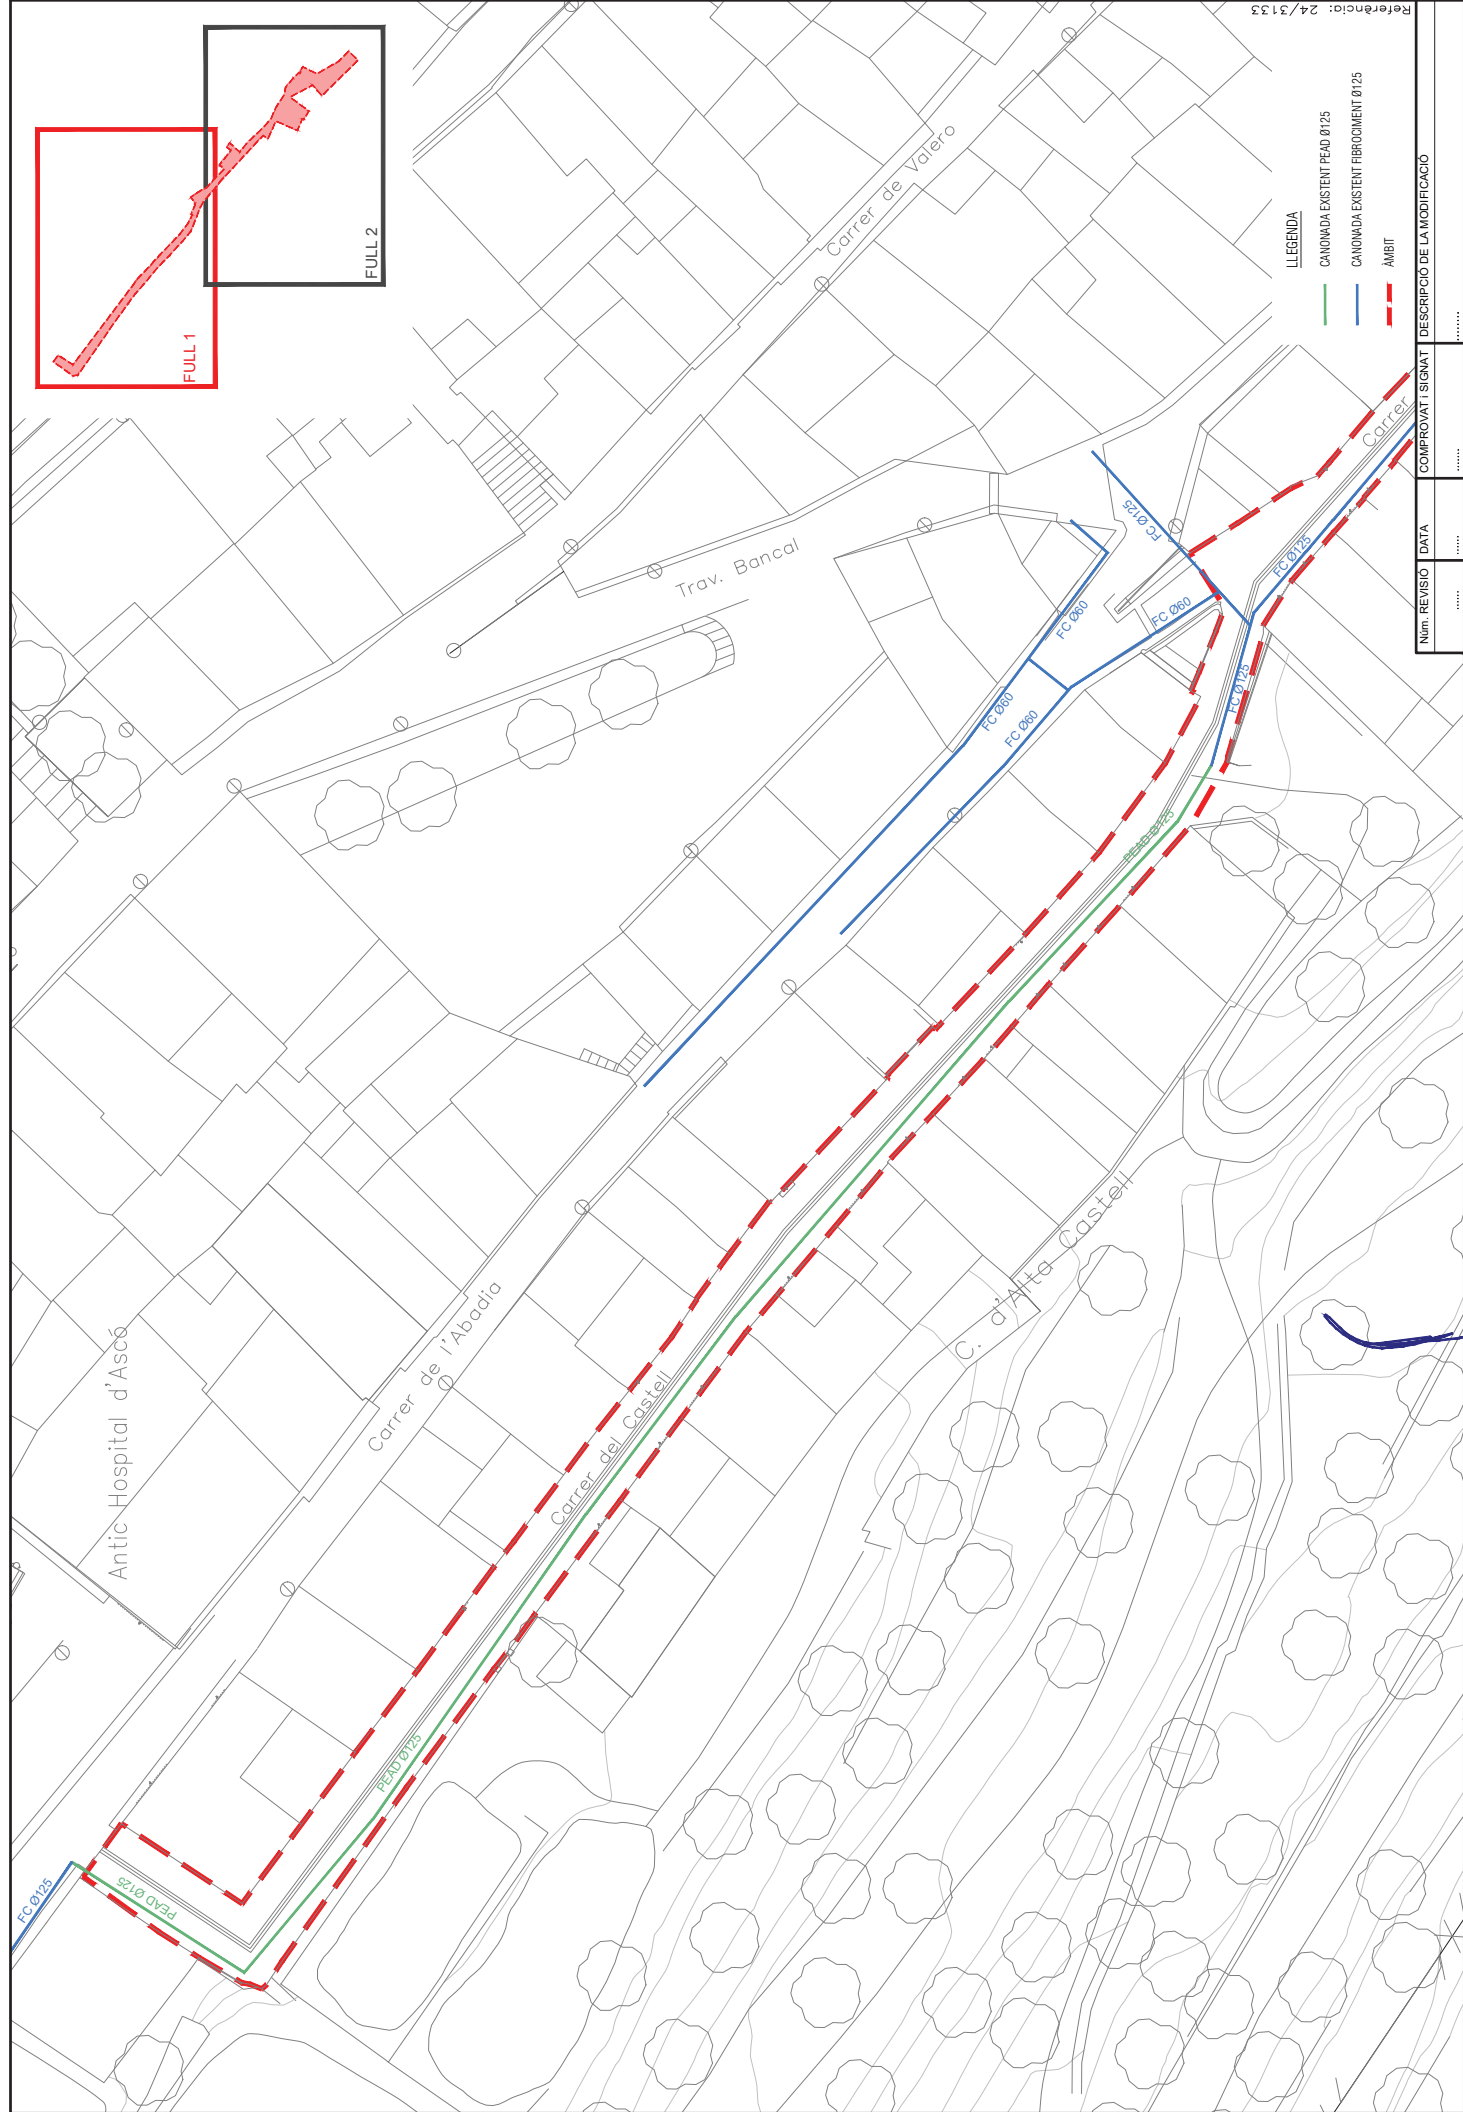 FULL 1
FULL 2
Referència: 24/3133
LLEGENDA
CANONADA EXISTENT PEAD Ø125
CANONADA EXISTENT FIBROCIMENT Ø125
ÀMBIT
Núm. REVISIÓ
DATA
COMPROVAT i SIGNAT
DESCRIPCIÓ DE LA MODIFICACIÓ
......
......
......
........
Carrer de Valero
Trav. Bancal
Antic Hospital d'Ascó
Carrer de l'Abadia
Carrer del Castell
C. d'Alta Castell
Carrer
FC Ø125
PEAD Ø125
PEAD Ø125
PEAD Ø125
FC Ø60
FC Ø60
FC Ø60
FC Ø60
FC Ø125
FC Ø125
FC Ø125